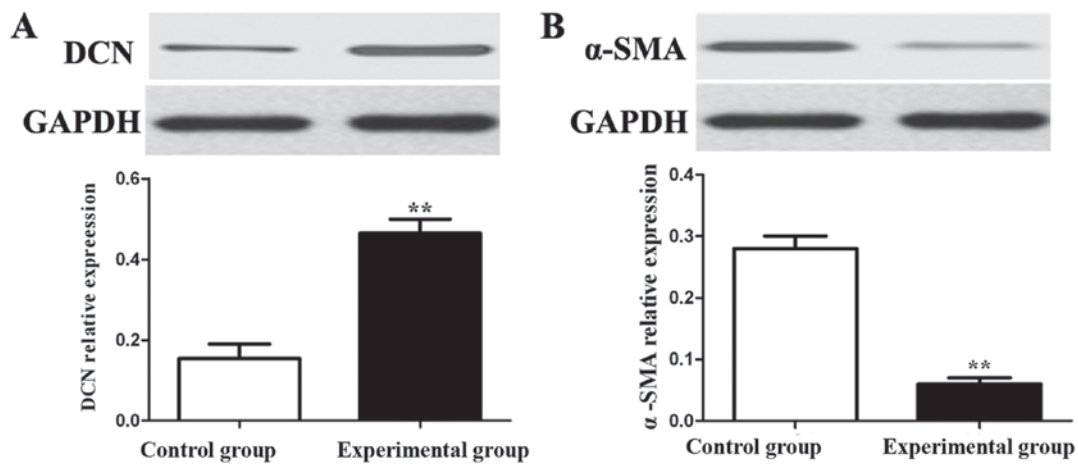 A
DCN
GAPDH
DCN relative expreession
0.6
0.4
0.2
0.0
**
Control group
Experimental group
B
α-SMA
GAPDH
α -SMA relative expression
0.4
0.3
0.2
0.1
0.0
**
Control group
Experimental group